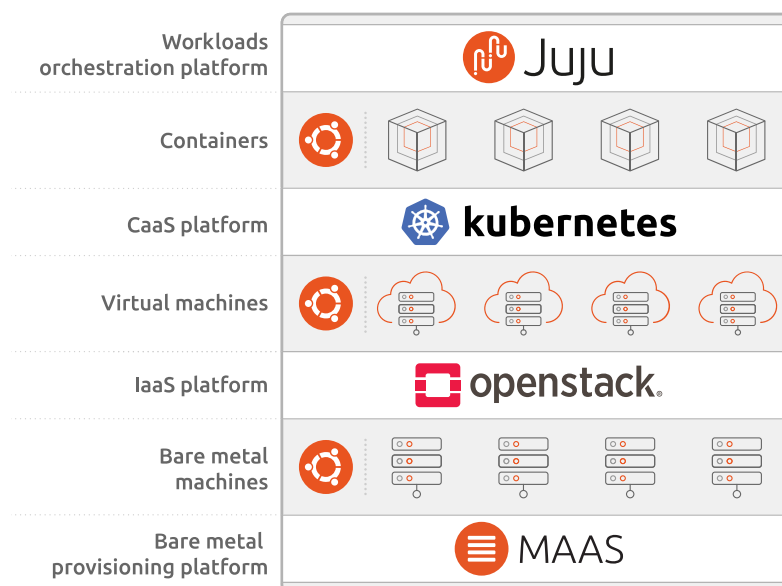 Workloads
orchestration platform
Juju
Containers
CaaS platform
kubernetes
Virtual machines
IaaS platform
openstack®
Bare metal
machines
Bare metal
provisioning platform
MAAS